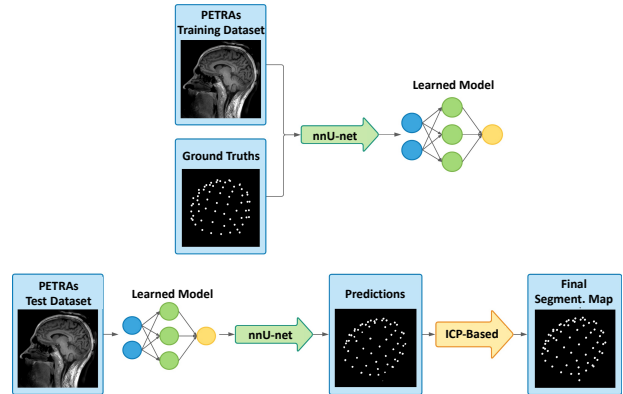 PETRAs
Training Dataset
Learned Model
nnU-net
Ground Truths
PETRAs
Test Dataset
Learned Model
nnU-net
Predictions
ICP-Based
Final
Segment. Map